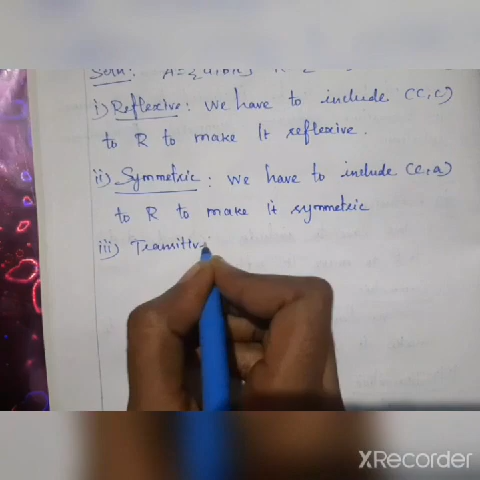 Soln: A = {a,b,c}
i) Reflexive: we have to include (c,c)
to R to make it reflexive.
ii) Symmetric: we have to include (c,a)
to R to make it symmetric
iii) Transitiv
XRecorder